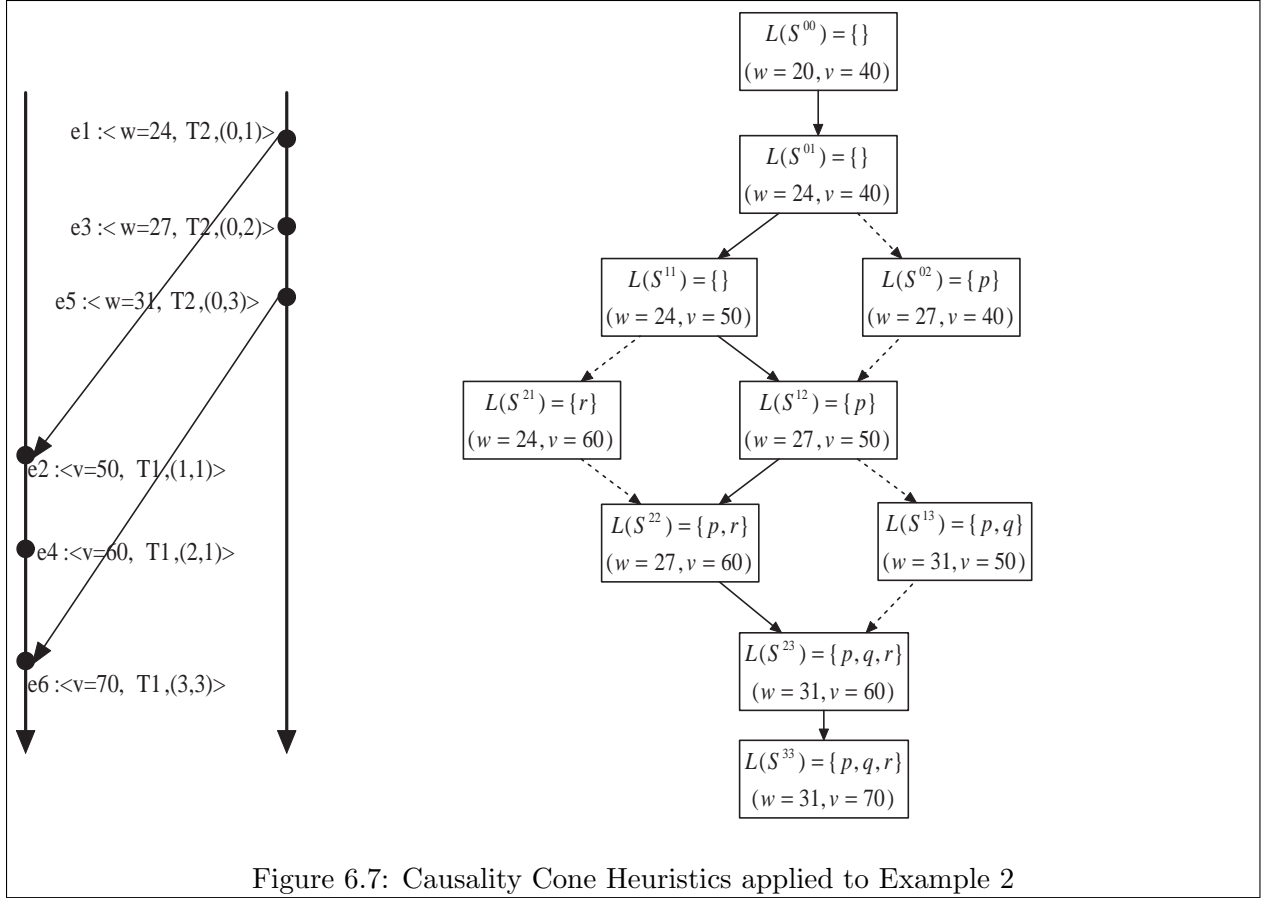 e1 :< w=24, T2,(0,1)>
e3 :< w=27, T2,(0,2)>
e5 :< w=31, T2,(0,3)>
e2 :<v=50, T1,(1,1)>
e4 :<v=60, T1,(2,1)>
e6 :<v=70, T1,(3,3)>
L(S^{00}) = {}
(w = 20, v = 40)
L(S^{01}) = {}
(w = 24, v = 40)
L(S^{11}) = {}
(w = 24, v = 50)
L(S^{02}) = {p}
(w = 27, v = 40)
L(S^{21}) = {r}
(w = 24, v = 60)
L(S^{12}) = {p}
(w = 27, v = 50)
L(S^{22}) = {p, r}
(w = 27, v = 60)
L(S^{13}) = {p, q}
(w = 31, v = 50)
L(S^{23}) = {p, q, r}
(w = 31, v = 60)
L(S^{33}) = {p, q, r}
(w = 31, v = 70)
Figure 6.7: Causality Cone Heuristics applied to Example 2